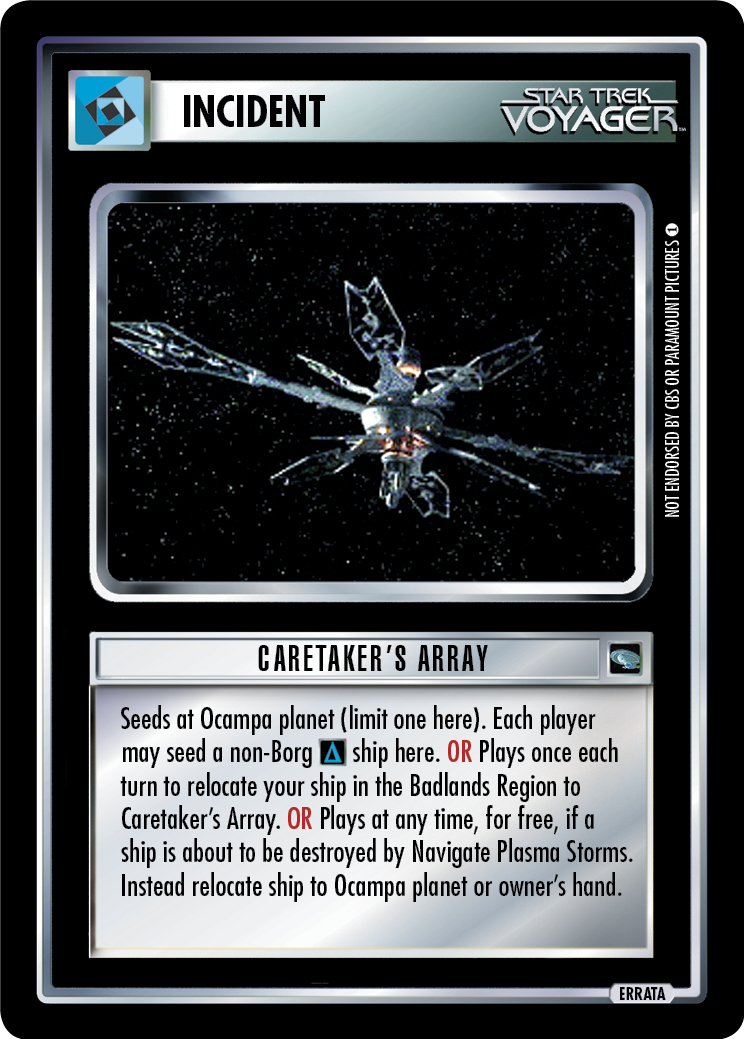 INCIDENT
STAR TREK
VOYAGER™
NOT ENDORSED BY CBS OR PARAMOUNT PICTURES 1
CARETAKER'S ARRAY
Seeds at Ocampa planet (limit one here). Each player
may seed a non-Borg Δ ship here. OR Plays once each
turn to relocate your ship in the Badlands Region to
Caretaker's Array. OR Plays at any time, for free, if a
ship is about to be destroyed by Navigate Plasma Storms.
Instead relocate ship to Ocampa planet or owner's hand.
ERRATA